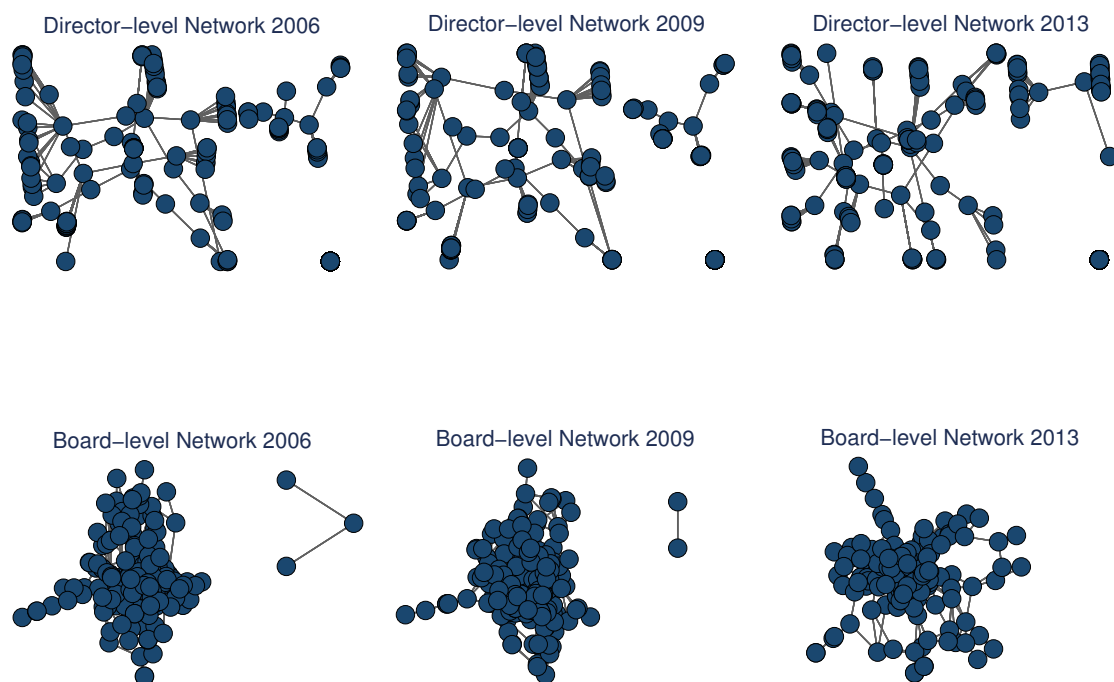 Director−level Network 2006
Director−level Network 2009
Director−level Network 2013
Board−level Network 2006
Board−level Network 2009
Board−level Network 2013